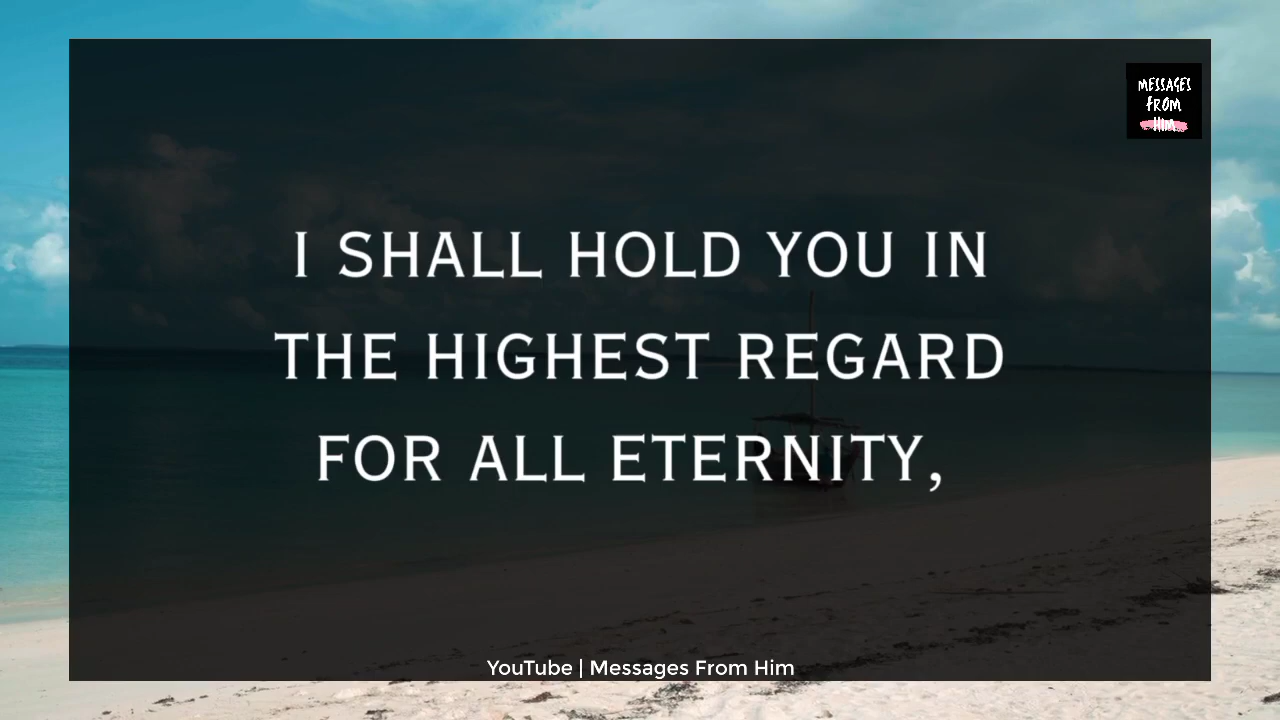 MESSAGES
FROM
HIM
I SHALL HOLD YOU IN
THE HIGHEST REGARD
FOR ALL ETERNITY,
YouTube | Messages From Him